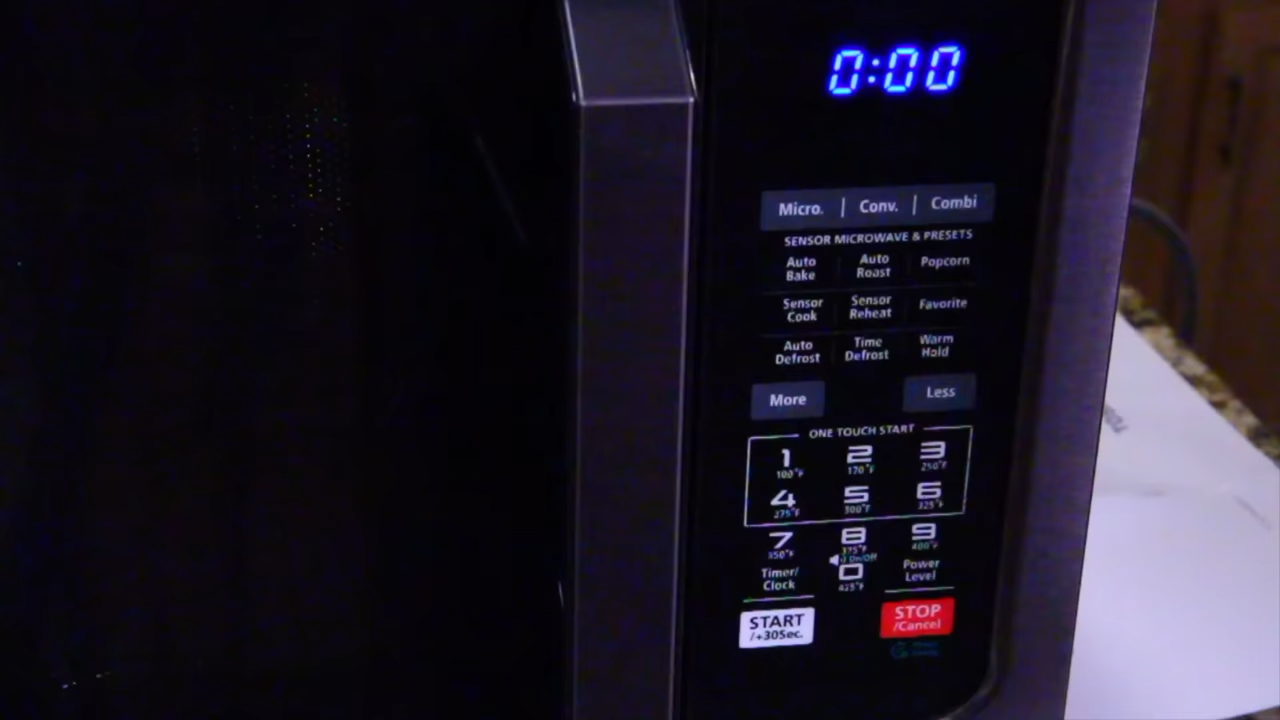 0:00
Micro. | Conv. | Combi
SENSOR MICROWAVE & PRESETS
Auto Bake Auto Roast Popcorn
Sensor Cook Sensor Reheat Favorite
Auto Defrost Time Defrost Warm Hold
More Less
ONE TOUCH START
1 2 3
100°F 170°F 250°F
4 5 6
275°F 300°F 325°F
7 8 9
350°F 375°F 400°F
On/Off
Timer/Clock 0 Power Level
425°F
START STOP
/+30Sec. /Cancel